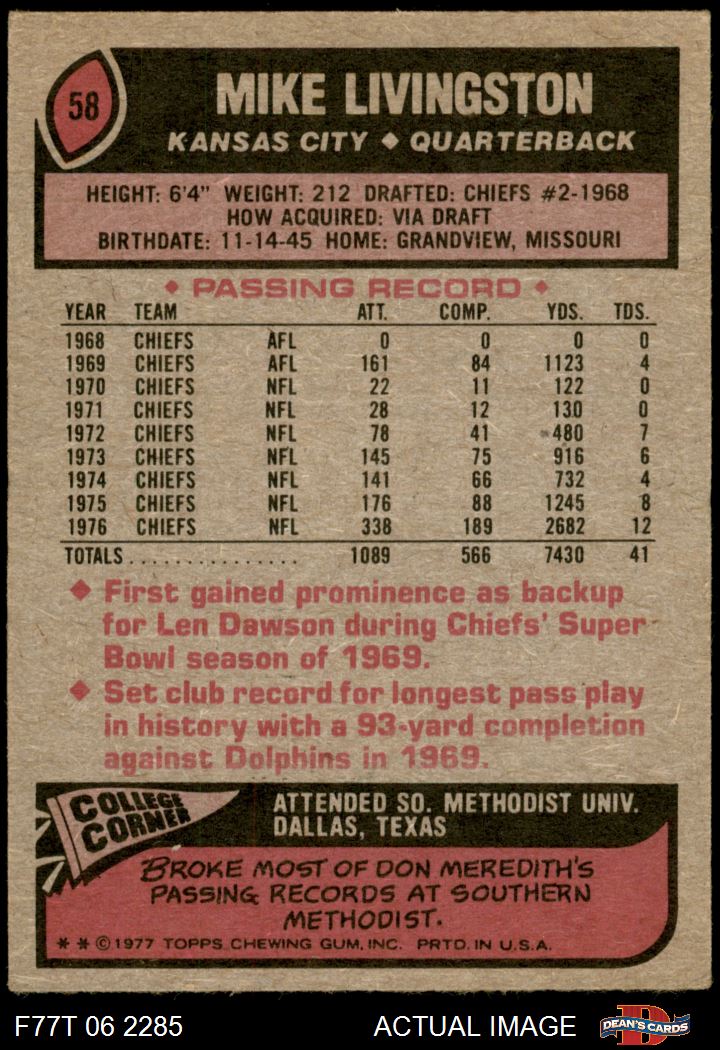 58
MIKE LIVINGSTON
KANSAS CITY ◆ QUARTERBACK
HEIGHT: 6'4" WEIGHT: 212 DRAFTED: CHIEFS #2-1968
HOW ACQUIRED: VIA DRAFT
BIRTHDATE: 11-14-45 HOME: GRANDVIEW, MISSOURI
◆ PASSING RECORD ◆
YEAR TEAM ATT. COMP. YDS. TDS.
1968 CHIEFS AFL 0 0 0 0
1969 CHIEFS AFL 161 84 1123 4
1970 CHIEFS NFL 22 11 122 0
1971 CHIEFS NFL 28 12 130 0
1972 CHIEFS NFL 78 41 480 7
1973 CHIEFS NFL 145 75 916 6
1974 CHIEFS NFL 141 66 732 4
1975 CHIEFS NFL 176 88 1245 8
1976 CHIEFS NFL 338 189 2682 12
TOTALS............... 1089 566 7430 41
◆ First gained prominence as backup
for Len Dawson during Chiefs' Super
Bowl season of 1969.
◆ Set club record for longest pass play
in history with a 93-yard completion
against Dolphins in 1969.
COLLEGE
CORNER
ATTENDED SO. METHODIST UNIV.
DALLAS, TEXAS
BROKE MOST OF DON MEREDITH'S
PASSING RECORDS AT SOUTHERN
METHODIST.
* * © 1977 TOPPS CHEWING GUM, INC. PRTD. IN U.S.A.
F77T 06 2285 ACTUAL IMAGE
D
DEAN'S CARDS